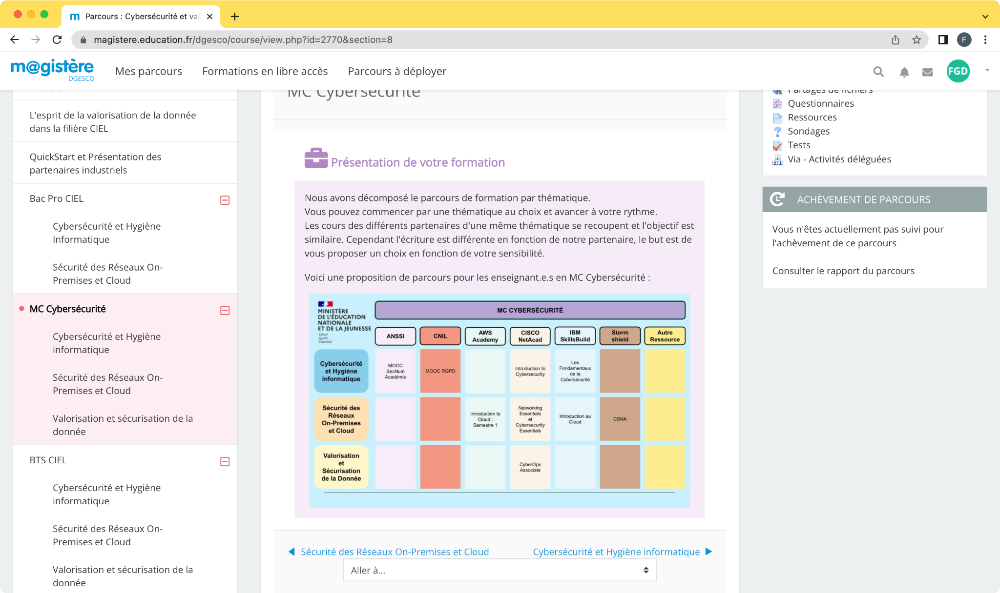 Parcours : Cybersécurité et val
magistere.education.fr/dgesco/course/view.php?id=2770&section=8
F
m@gistère
DGESCO
Mes parcours
Formations en libre accès
Parcours à déployer
FGD
L'esprit de la valorisation de la donnée
dans la filière CIEL
QuickStart et Présentation des
partenaires industriels
Bac Pro CIEL
Cybersécurité et Hygiène
Informatique
Sécurité des Réseaux On-
Premises et Cloud
MC Cybersécurité
Cybersécurité et Hygiène
informatique
Sécurité des Réseaux On-
Premises et Cloud
Valorisation et sécurisation de la
donnée
BTS CIEL
Cybersécurité et Hygiène
informatique
Sécurité des Réseaux On-
Premises et Cloud
Valorisation et sécurisation de la
donnée
MC Cybersécurité
Présentation de votre formation
Nous avons décomposé le parcours de formation par thématique.
Vous pouvez commencer par une thématique au choix et avancer à votre rythme.
Les cours des différents partenaires d'une même thématique se recoupent et l'objectif est
similaire. Cependant l'écriture est différente en fonction de notre partenaire, le but est de
vous proposer un choix en fonction de votre sensibilité.
Voici une proposition de parcours pour les enseignant.e.s en MC Cybersécurité :
MINISTÈRE
DE L'ÉDUCATION
NATIONALE
ET DE LA JEUNESSE
Liberté
Égalité
Fraternité
MC CYBERSÉCURITÉ
ANSSI
CNIL
AWS
Academy
CISCO
NetAcad
IBM
SkillsBuild
Storm
shield
Autre
Ressource
Cybersécurité
et Hygiène
informatique
MOOC
SecNum
Académie
MOOC RGPD
Introduction to
Cybersecurity
Les
Fondamentaux
de la
Cybersécurité
Sécurité des
Réseaux
On-Premises
et Cloud
Introduction to
Cloud :
Semestre 1
Networking
Essentials
et
Cybersecurity
Essentials
Introduction au
Cloud
CSNA
Valorisation
et
Sécurisation
de la Donnée
CyberOps
Associate
Sécurité des Réseaux On-Premises et Cloud
Cybersécurité et Hygiène informatique
Aller à...
Partages de fichiers
Questionnaires
Ressources
Sondages
Tests
Via - Activités déléguées
ACHÈVEMENT DE PARCOURS
Vous n'êtes actuellement pas suivi pour
l'achèvement de ce parcours
Consulter le rapport du parcours